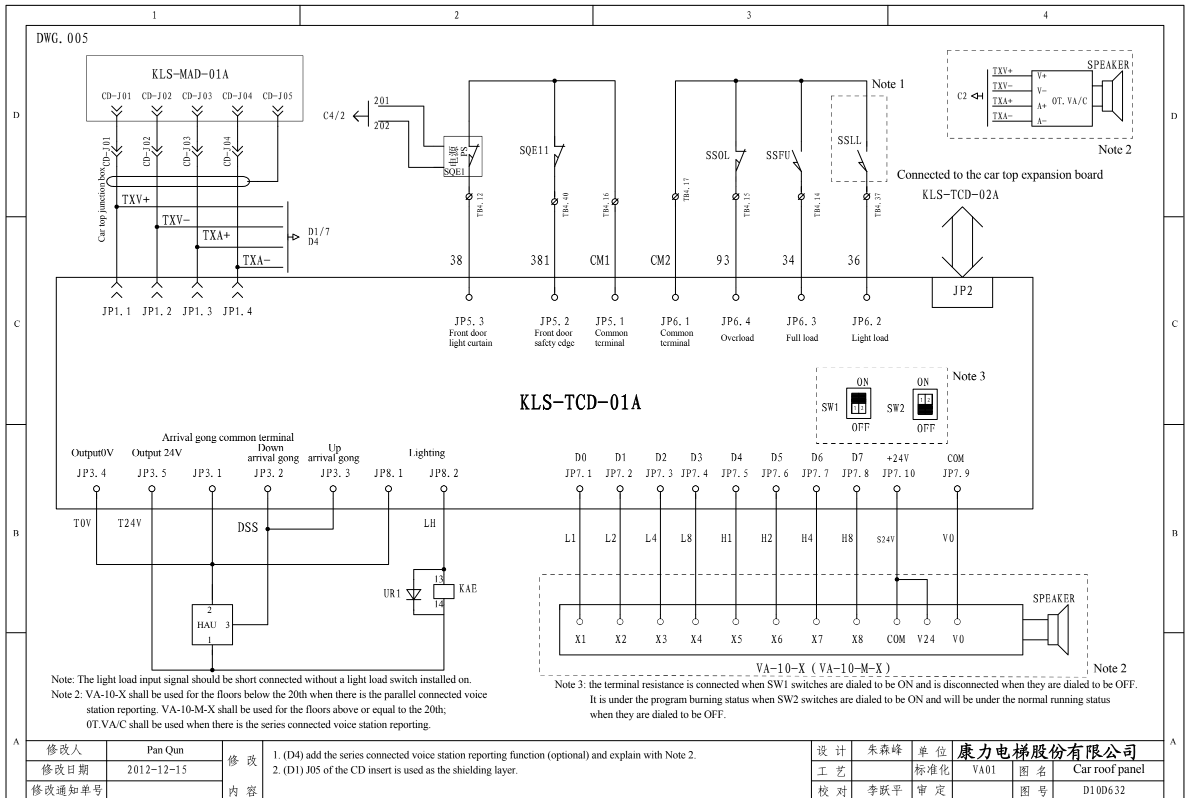 1
2
3
4
DWG.005
KLS-MAD-01A
CD-J01
CD-J02
CD-J03
CD-J04
CD-J05
CD-J01
CD-J02
CD-J03
CD-J04
Car top junction box
TXV+
TXV-
TXA+
TXA-
D1/7
D4
C4/2
201
202
电源
PS
SQE1
SQE11
TB4.12
TB4.40
TB4.16
TB4.17
TB4.15
TB4.14
TB4.37
SSOL
SSFU
SSLL
Note 1
SPEAKER
TXV+
TXV-
TXA+
TXA-
C2
V+
V-
A+
A-
OT.VA/C
Note 2
Connected to the car top expansion board
KLS-TCD-02A
38
381
CM1
CM2
93
34
36
JP2
JP1.1
JP1.2
JP1.3
JP1.4
JP5.3
JP5.2
JP5.1
JP6.1
JP6.4
JP6.3
JP6.2
Front door light curtain
Front door safety edge
Common terminal
Common terminal
Overload
Full load
Light load
KLS-TCD-01A
Note 3
SW1
ON
1 2
OFF
SW2
ON
1 2
OFF
Arrival gong common terminal
Output0V
Output 24V
Down arrival gong
Up arrival gong
Lighting
JP3.4
JP3.5
JP3.1
JP3.2
JP3.3
JP8.1
JP8.2
D0
D1
D2
D3
D4
D5
D6
D7
+24V
COM
JP7.1
JP7.2
JP7.3
JP7.4
JP7.5
JP7.6
JP7.7
JP7.8
JP7.10
JP7.9
T0V
T24V
DSS
LH
L1
L2
L4
L8
H1
H2
H4
H8
S24V
V0
2
HAU 3
1
UR1
13
14
KAE
SPEAKER
X1
X2
X3
X4
X5
X6
X7
X8
COM
V24
V0
VA-10-X (VA-10-M-X)
Note 2
Note: The light load input signal should be short connected without a light load switch installed on.
Note 2: VA-10-X shall be used for the floors below the 20th when there is the parallel connected voice
station reporting. VA-10-M-X shall be used for the floors above or equal to the 20th;
0T.VA/C shall be used when there is the series connected voice station reporting.
Note 3: the terminal resistance is connected when SW1 switches are dialed to be ON and is disconnected when they are dialed to be OFF.
It is under the program burning status when SW2 switches are dialed to be ON and will be under the normal running status
when they are dialed to be OFF.
D
C
B
A
D
C
B
A
修改人
Pan Qun
修改日期
2012-12-15
修改通知单号
修改内容
1. (D4) add the series connected voice station reporting function (optional) and explain with Note 2.
2. (D1) J05 of the CD insert is used as the shielding layer.
设计
朱森峰
单位
康力电梯股份有限公司
工艺
标准化
VA01
图名
Car roof panel
校对
李跃平
审定
图号
D10D632